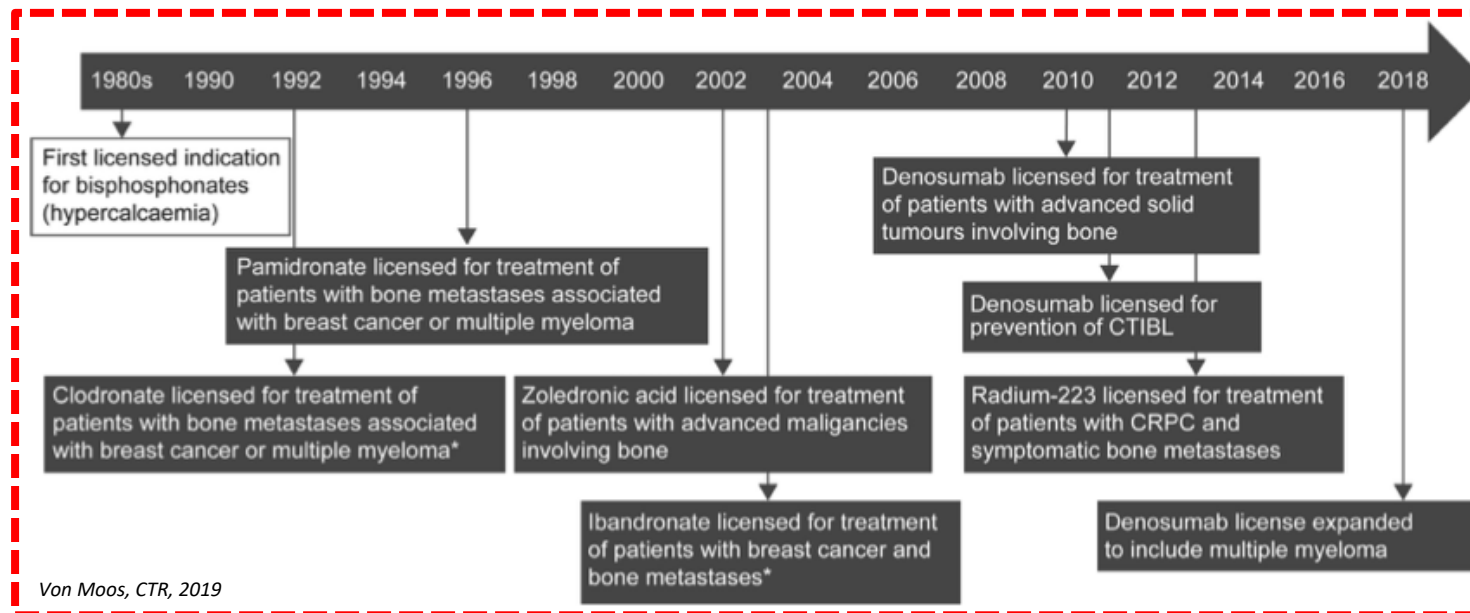 1980s 1990 1992 1994 1996 1998 2000 2002 2004 2006 2008 2010 2012 2014 2016 2018
First licensed indication
for bisphosphonates
(hypercalcaemia)
Pamidronate licensed for treatment of
patients with bone metastases associated
with breast cancer or multiple myeloma
Clodronate licensed for treatment of
patients with bone metastases associated
with breast cancer or multiple myeloma*
Zoledronic acid licensed for treatment
of patients with advanced maligancies
involving bone
Ibandronate licensed for treatment
of patients with breast cancer and
bone metastases*
Denosumab licensed for treatment
of patients with advanced solid
tumours involving bone
Denosumab licensed for
prevention of CTIBL
Radium-223 licensed for treatment
of patients with CRPC and
symptomatic bone metastases
Denosumab license expanded
to include multiple myeloma
Von Moos, CTR, 2019